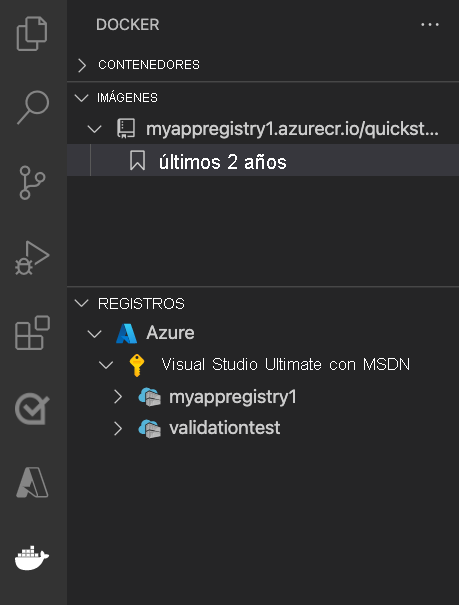 DOCKER
CONTENEDORES
IMÁGENES
myappregistry1.azurecr.io/quickst...
últimos 2 años
REGISTROS
Azure
Visual Studio Ultimate con MSDN
myappregistry1
validationtest